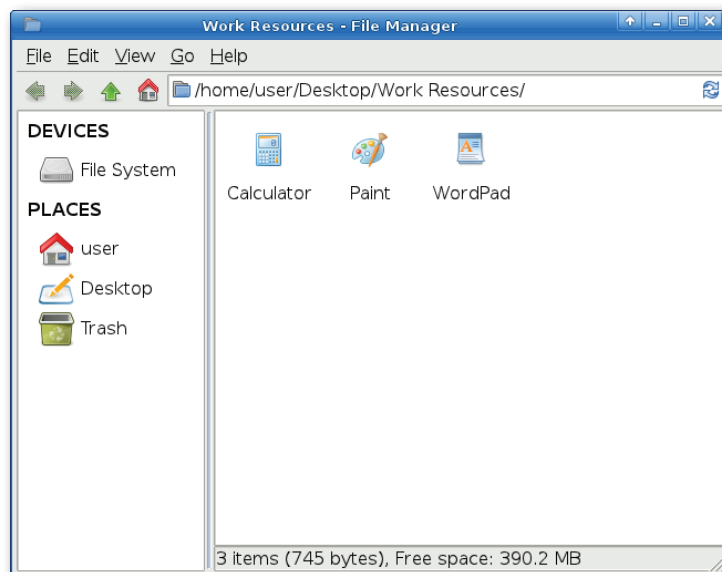 Work Resources - File Manager
File Edit View Go Help
/home/user/Desktop/Work Resources/
DEVICES
File System
PLACES
user
Desktop
Trash
Calculator Paint WordPad
3 items (745 bytes), Free space: 390.2 MB